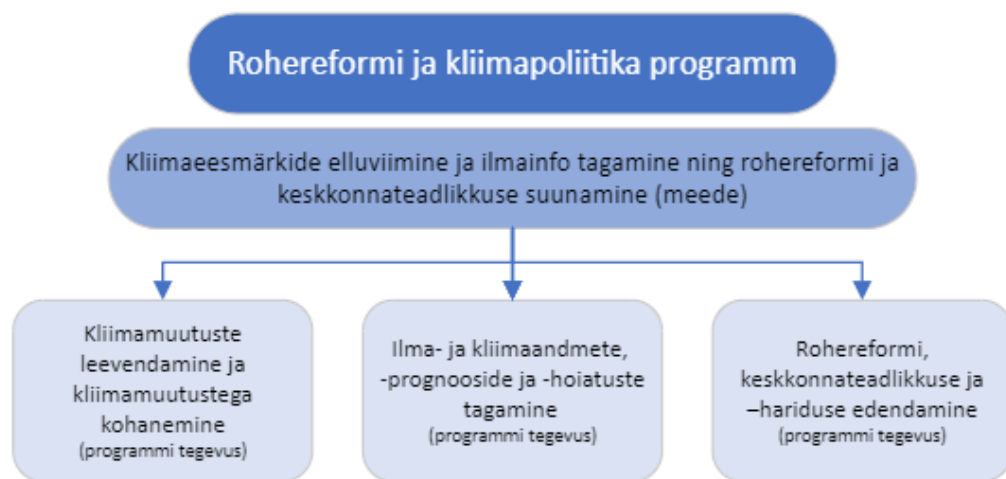 Rohereformi ja kliimapoliitika programm
Kliimaeesmärkide elluviimine ja ilmainfo tagamine ning rohereformi ja
keskkonnateadlikkuse suunamine (meede)
Kliimamuutuste
leevendamine ja
kliimamuutustega
kohanemine
(programmi tegevus)
Ilma- ja kliimaandmete,
-prognooside ja -hoiatuste
tagamine
(programmi tegevus)
Rohereformi,
keskkonnateadlikkuse ja
–hariduse edendamine
(programmi tegevus)